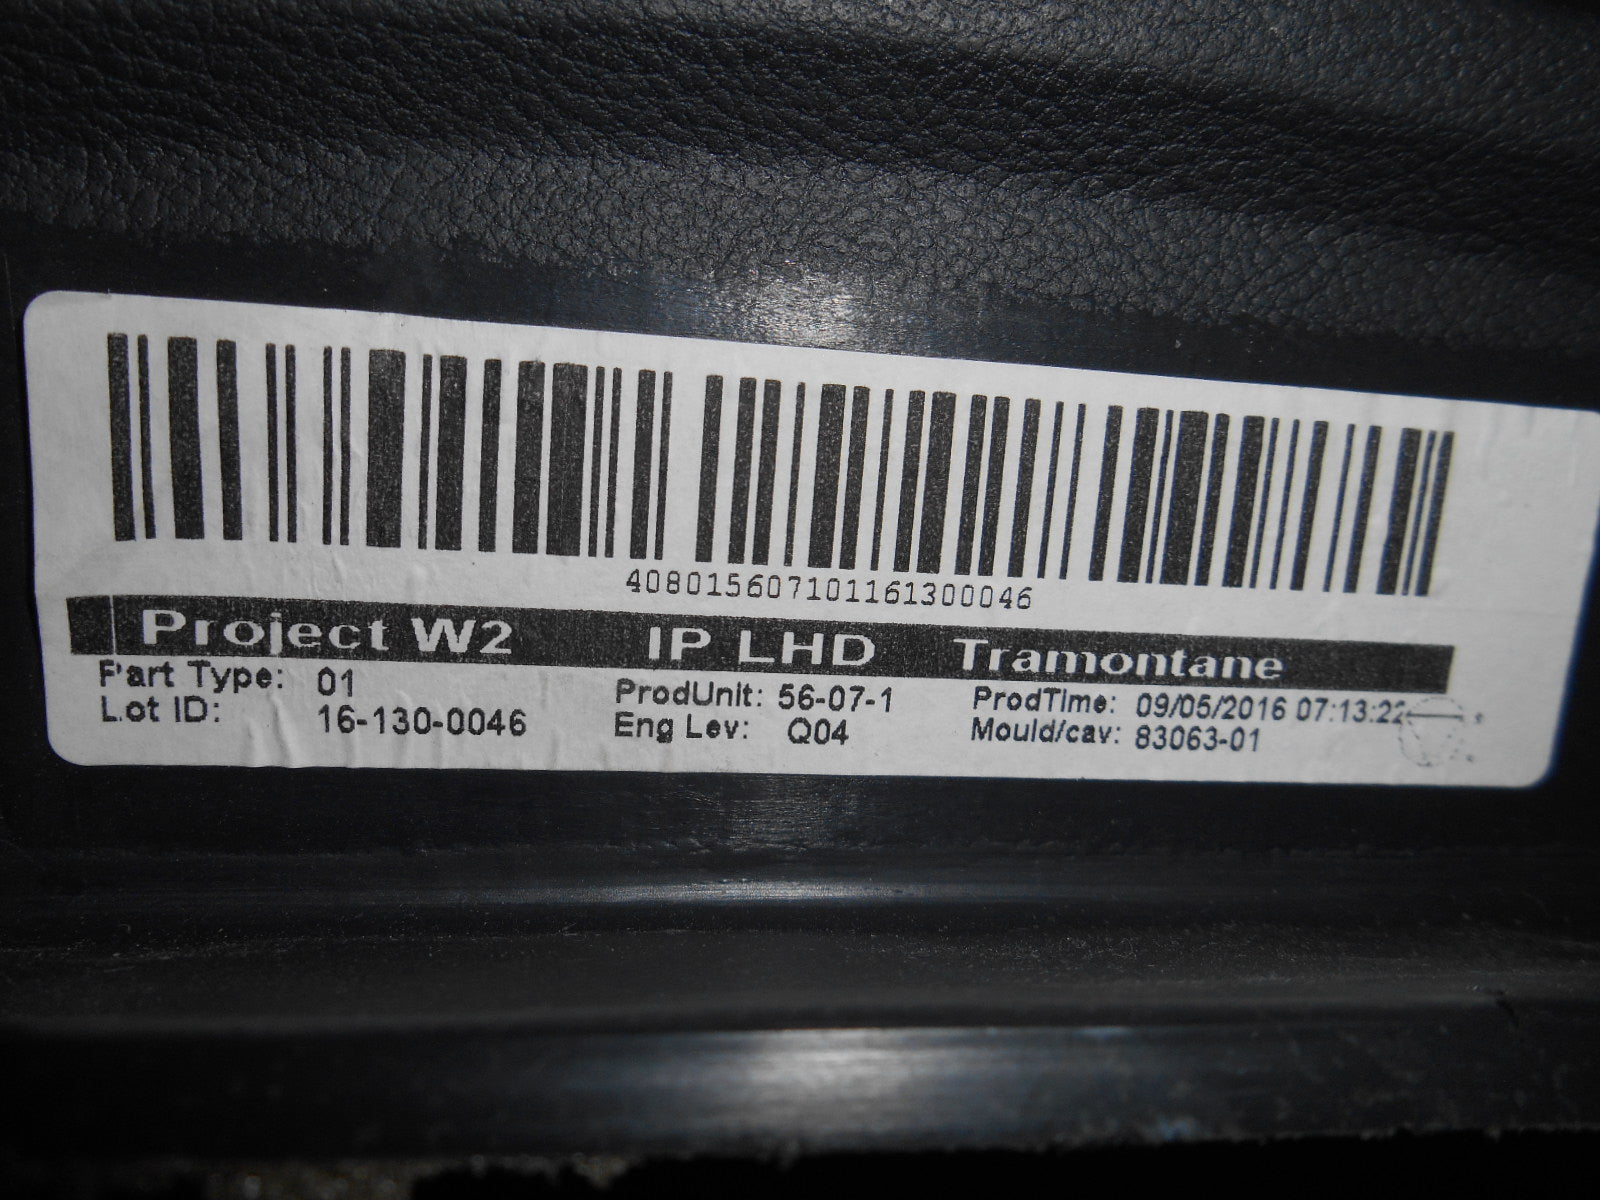 408015607101161300046
Project W2 IP LHD Tramontane
Part Type: 01 ProdUnit: 56-07-1 ProdTime: 09/05/2016 07:13:22
Lot ID: 16-130-0046 Eng Lev: Q04 Mould/cav: 83063-01